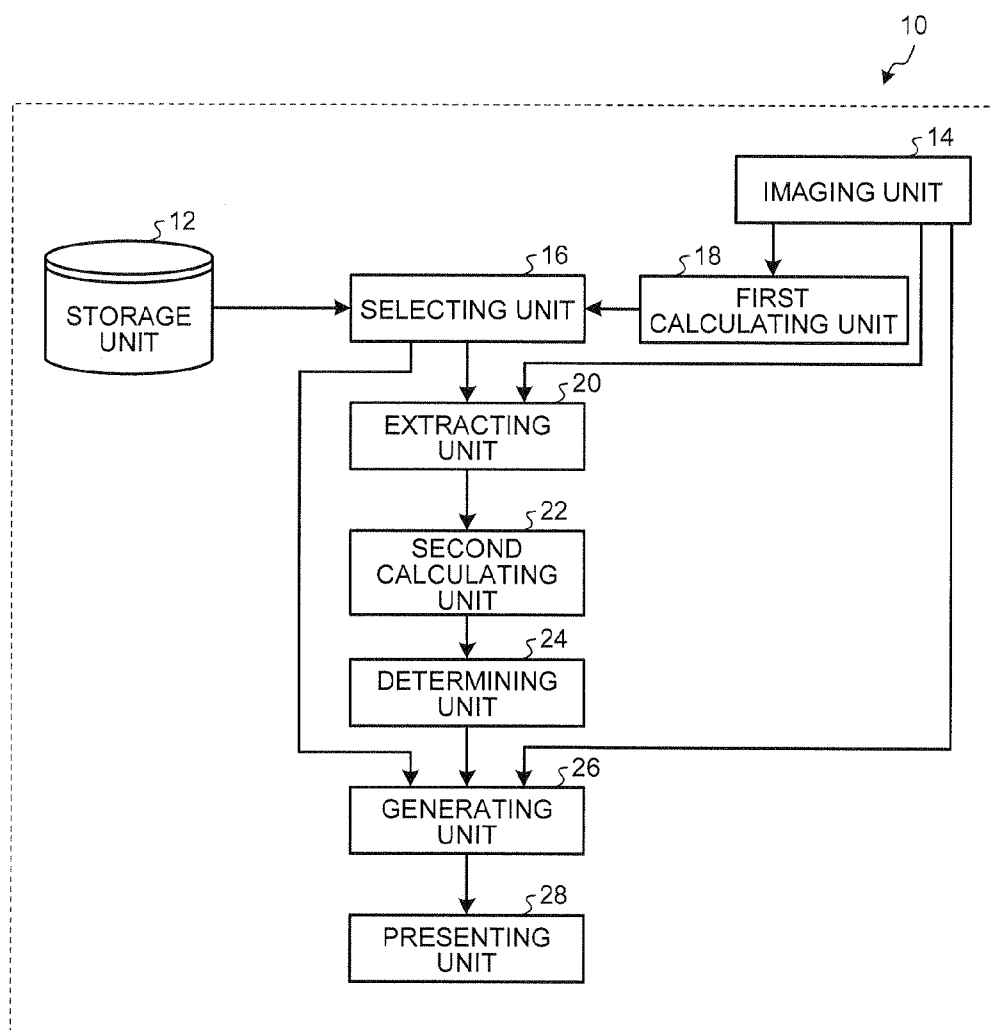 10
14
IMAGING UNIT
12
STORAGE
UNIT
16
SELECTING UNIT
18
FIRST
CALCULATING UNIT
20
EXTRACTING
UNIT
22
SECOND
CALCULATING
UNIT
24
DETERMINING
UNIT
26
GENERATING
UNIT
28
PRESENTING
UNIT